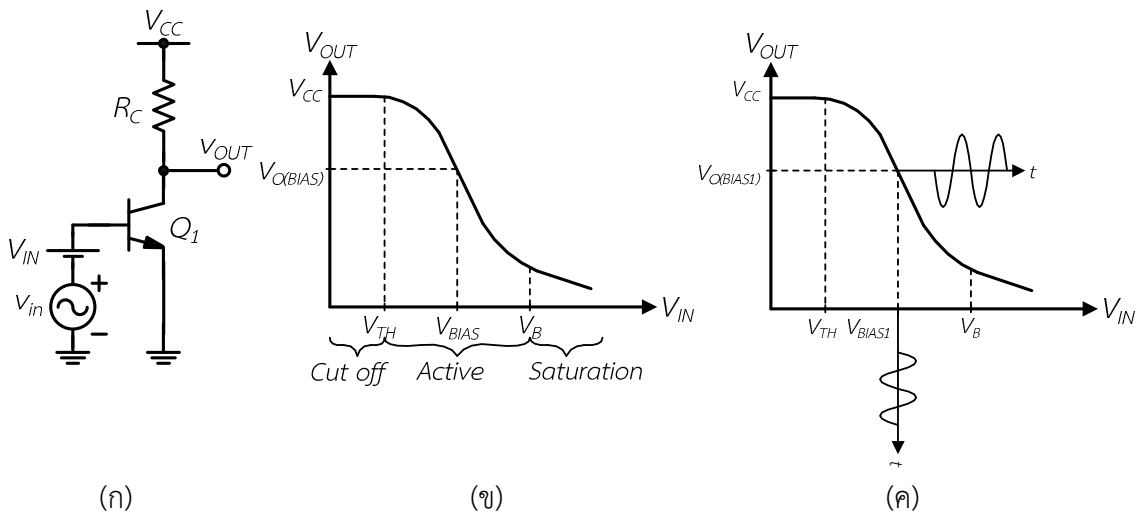 V_CC
R_C
v_OUT
Q_1
V_IN
+
v_in
−
(ก)
V_OUT
V_CC
V_O(BIAS)
V_IN
V_TH V_BIAS V_B
Cut off Active Saturation
(ข)
V_OUT
V_CC
V_O(BIAS1)
t
V_IN
V_TH V_BIAS1 V_B
t
(ค)